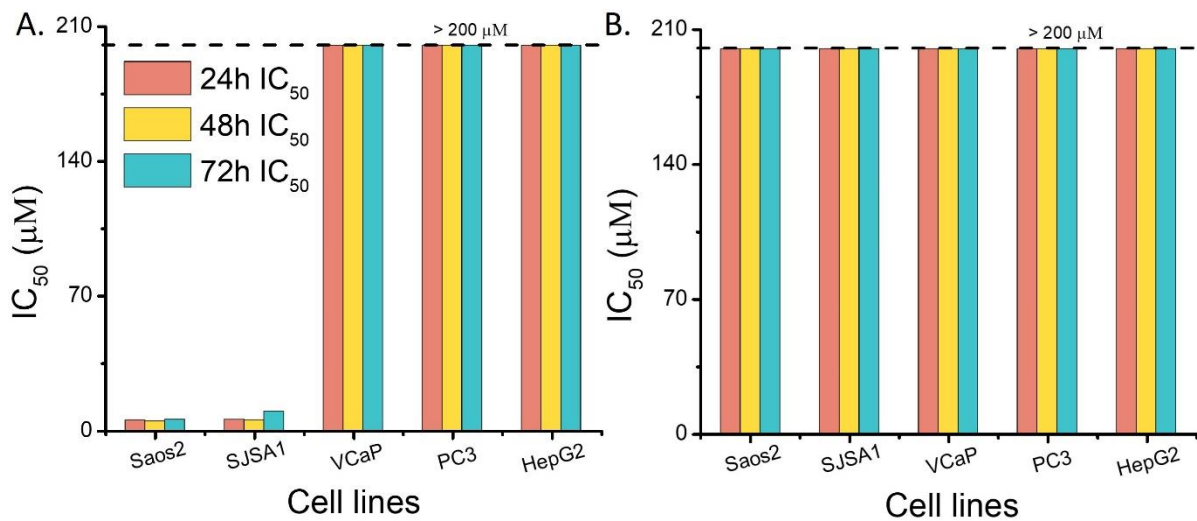 A.
> 200 μM
24h IC50
48h IC50
72h IC50
210
140
70
0
IC50 (μM)
Saos2
SJSA1
VCaP
PC3
HepG2
Cell lines
B.
> 200 μM
210
140
70
0
IC50 (μM)
Saos2
SJSA1
VCaP
PC3
HepG2
Cell lines